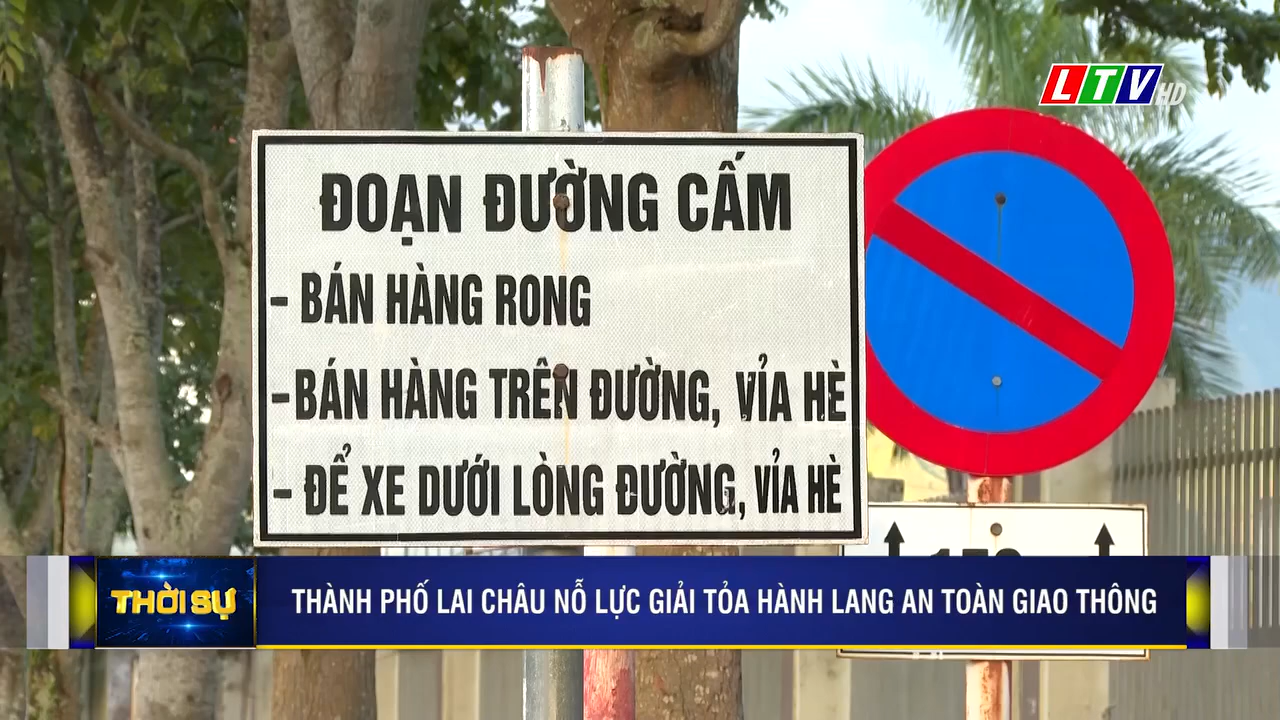 LTV HD
ĐOẠN ĐƯỜNG CẤM
- BÁN HÀNG RONG
- BÁN HÀNG TRÊN ĐƯỜNG, VỈA HÈ
- ĐỂ XE DƯỚI LÒNG ĐƯỜNG, VỈA HÈ
THỜI SỰ
THÀNH PHỐ LAI CHÂU NỖ LỰC GIẢI TỎA HÀNH LANG AN TOÀN GIAO THÔNG